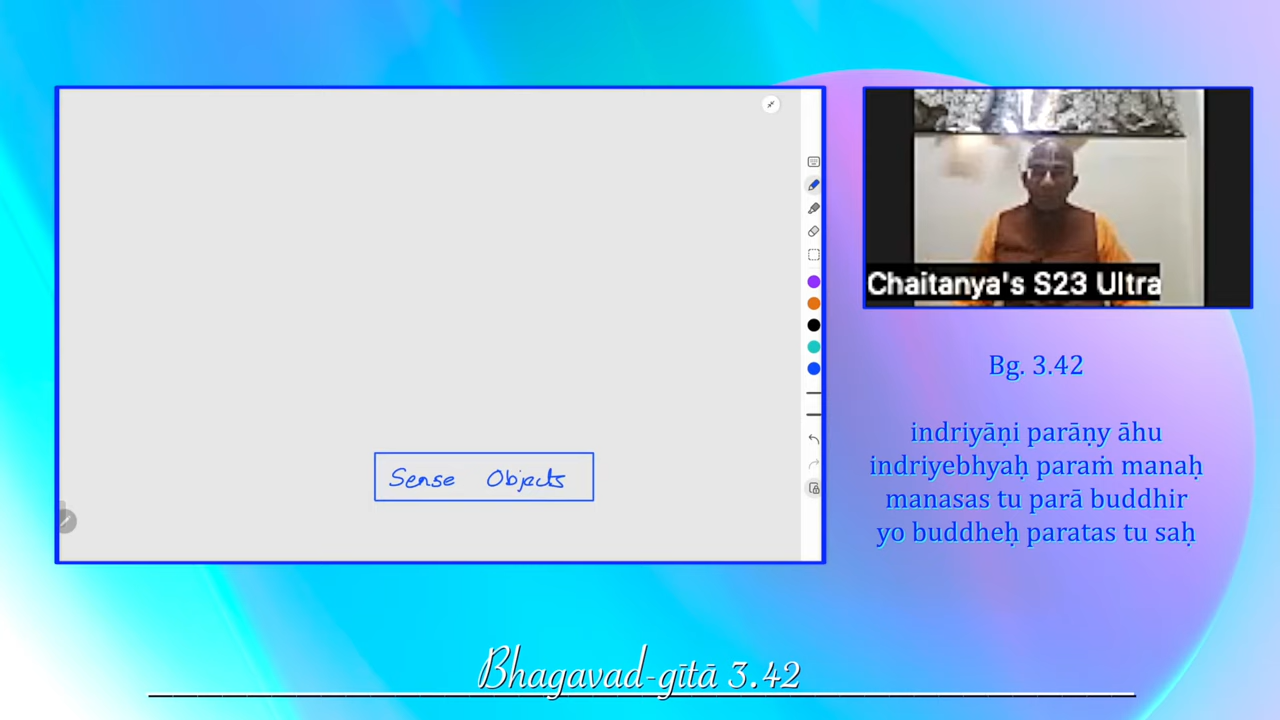 Sense Objects
Chaitanya's S23 Ultra
Bg. 3.42
indriyāṇi parāṇy āhu
indriyebhyaḥ paraṁ manaḥ
manasas tu parā buddhir
yo buddheḥ paratas tu saḥ
Bhagavad-gītā 3.42